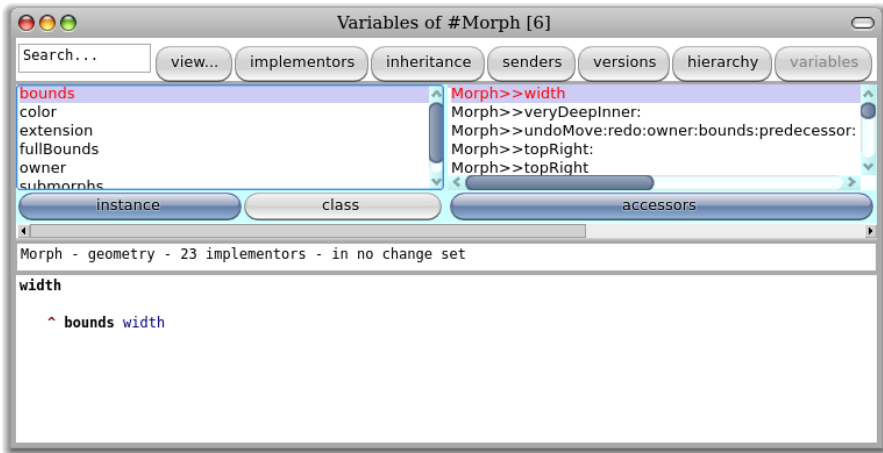 Variables of #Morph [6]
Search... view... implementors inheritance senders versions hierarchy variables
bounds
color
extension
fullBounds
owner
submorphs
Morph>>width
Morph>>veryDeepInner:
Morph>>undoMove:redo:owner:bounds:predecessor:
Morph>>topRight:
Morph>>topRight
instance class accessors
Morph - geometry - 23 implementors - in no change set
width
^ bounds width